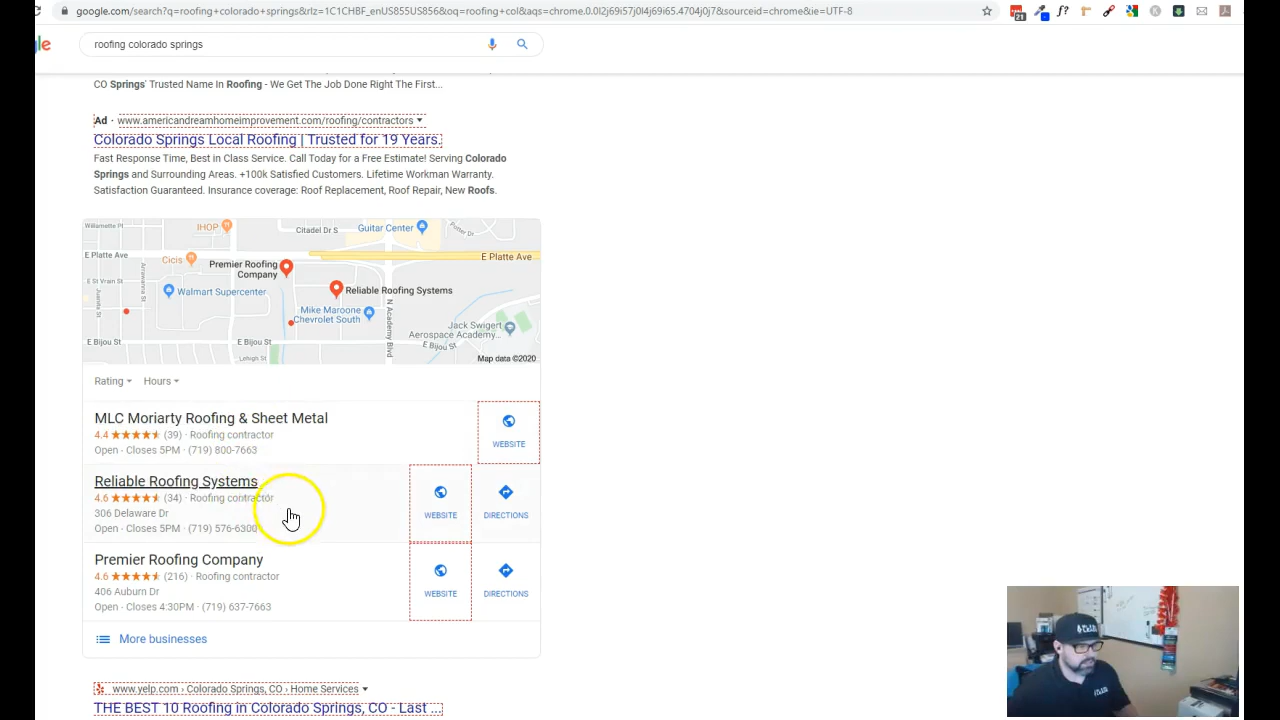 google.com/search?q=roofing+colorado+springs&rlz=1C1CHBF_enUS855US856&oq=roofing+col&aqs=chrome.0.0l2j69i57j0l4j69i65.4704j0j7&sourceid=chrome&ie=UTF-8
roofing colorado springs
CO Springs' Trusted Name In Roofing - We Get The Job Done Right The First...
Ad · www.americandreamhomeimprovement.com/roofing/contractors
Colorado Springs Local Roofing | Trusted for 19 Years.
Fast Response Time, Best in Class Service. Call Today for a Free Estimate! Serving Colorado
Springs and Surrounding Areas. +100k Satisfied Customers. Lifetime Workman Warranty.
Satisfaction Guaranteed. Insurance coverage: Roof Replacement, Roof Repair, New Roofs.
Willamette Pl
IHOP
Citadel Dr S
Guitar Center
E Platte Ave
Cicis
Premier Roofing
Company
E Platte Ave
E St Vrain St
Walmart Supercenter
Reliable Roofing Systems
Mike Maroone
Chevrolet South
N Academy Blvd
Jack Swigert
Aerospace Academy...
E Bijou St
E Bijou St
E Bijou St
Lehigh St
Map data ©2020
Rating
Hours
MLC Moriarty Roofing & Sheet Metal
4.4 (39) · Roofing contractor
Open · Closes 5PM · (719) 800-7663
WEBSITE
Reliable Roofing Systems
4.6 (34) · Roofing contractor
306 Delaware Dr
Open · Closes 5PM · (719) 576-6300
WEBSITE
DIRECTIONS
Premier Roofing Company
4.6 (216) · Roofing contractor
406 Auburn Dr
Open · Closes 4:30PM · (719) 637-7663
WEBSITE
DIRECTIONS
More businesses
www.yelp.com › Colorado Springs, CO › Home Services
THE BEST 10 Roofing in Colorado Springs, CO - Last ...